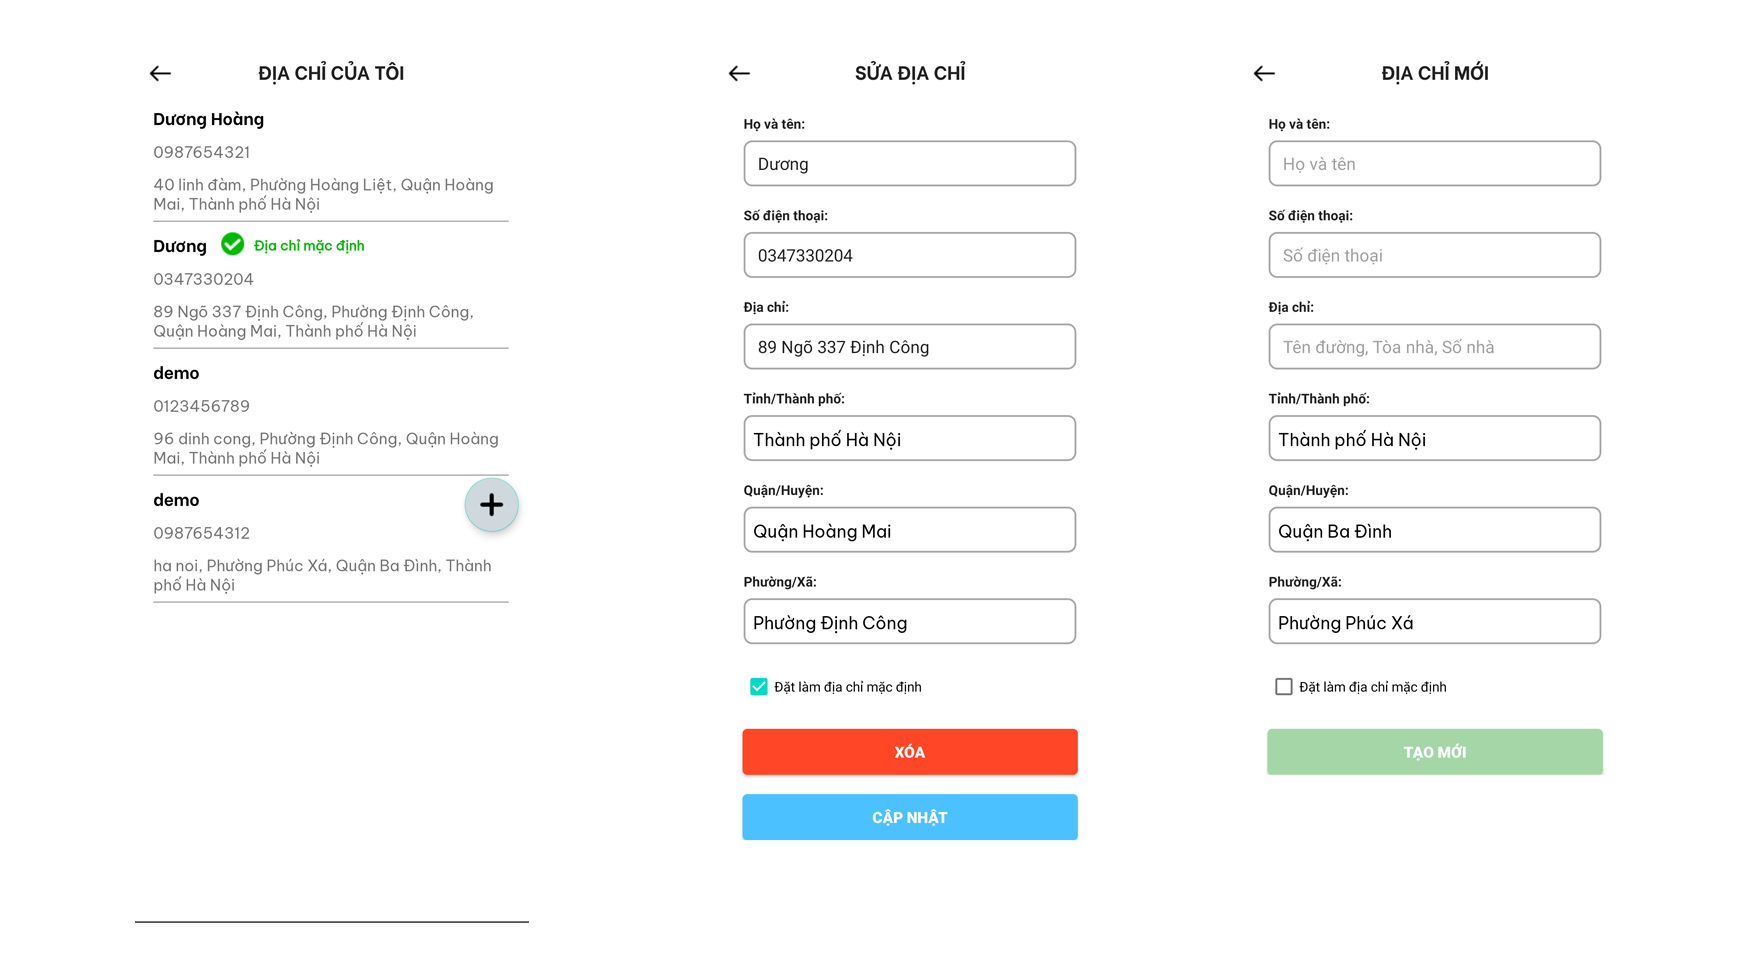 ĐỊA CHỈ CỦA TÔI
Dương Hoàng
0987654321
40 linh đàm, Phường Hoàng Liệt, Quận Hoàng
Mai, Thành phố Hà Nội
Dương Địa chỉ mặc định
0347330204
89 Ngõ 337 Định Công, Phường Định Công,
Quận Hoàng Mai, Thành phố Hà Nội
demo
0123456789
96 dinh cong, Phường Định Công, Quận Hoàng
Mai, Thành phố Hà Nội
demo
0987654312
ha noi, Phường Phúc Xá, Quận Ba Đình, Thành
phố Hà Nội
SỬA ĐỊA CHỈ
Họ và tên:
Dương
Số điện thoại:
0347330204
Địa chỉ:
89 Ngõ 337 Định Công
Tỉnh/Thành phố:
Thành phố Hà Nội
Quận/Huyện:
Quận Hoàng Mai
Phường/Xã:
Phường Định Công
Đặt làm địa chỉ mặc định
XÓA
CẬP NHẬT
ĐỊA CHỈ MỚI
Họ và tên:
Họ và tên
Số điện thoại:
Số điện thoại
Địa chỉ:
Tên đường, Tòa nhà, Số nhà
Tỉnh/Thành phố:
Thành phố Hà Nội
Quận/Huyện:
Quận Ba Đình
Phường/Xã:
Phường Phúc Xá
Đặt làm địa chỉ mặc định
TẠO MỚI